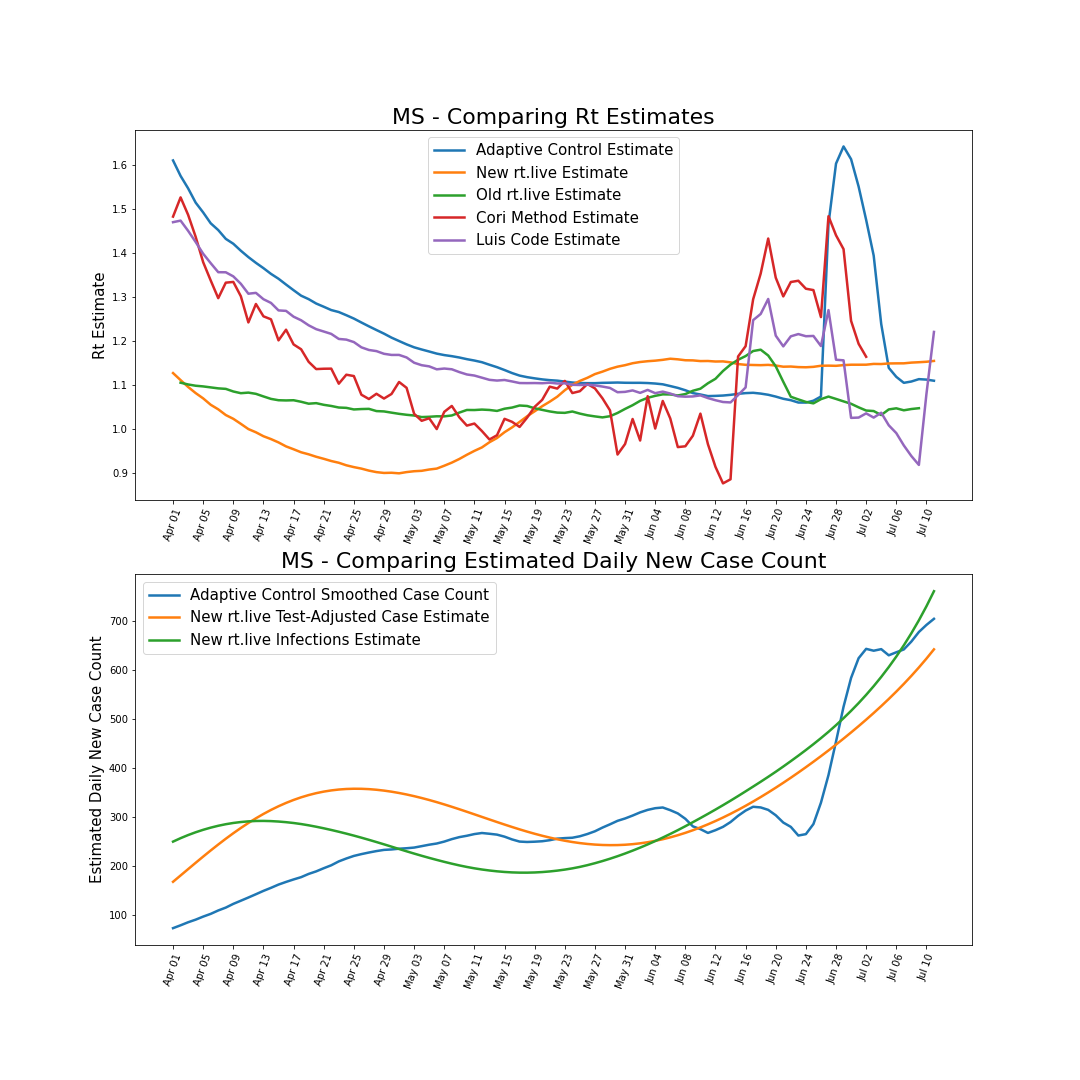 MS - Comparing Rt Estimates
Adaptive Control Estimate
New rt.live Estimate
Old rt.live Estimate
Cori Method Estimate
Luis Code Estimate
Rt Estimate
1.6
1.5
1.4
1.3
1.2
1.1
1.0
0.9
Apr 01 Apr 05 Apr 09 Apr 13 Apr 17 Apr 21 Apr 25 Apr 29 May 03 May 07 May 11 May 15 May 19 May 23 May 27 May 31 Jun 04 Jun 08 Jun 12 Jun 16 Jun 20 Jun 24 Jun 28 Jul 02 Jul 06 Jul 10
MS - Comparing Estimated Daily New Case Count
Adaptive Control Smoothed Case Count
New rt.live Test-Adjusted Case Estimate
New rt.live Infections Estimate
Estimated Daily New Case Count
700
600
500
400
300
200
100
Apr 01 Apr 05 Apr 09 Apr 13 Apr 17 Apr 21 Apr 25 Apr 29 May 03 May 07 May 11 May 15 May 19 May 23 May 27 May 31 Jun 04 Jun 08 Jun 12 Jun 16 Jun 20 Jun 24 Jun 28 Jul 02 Jul 06 Jul 10